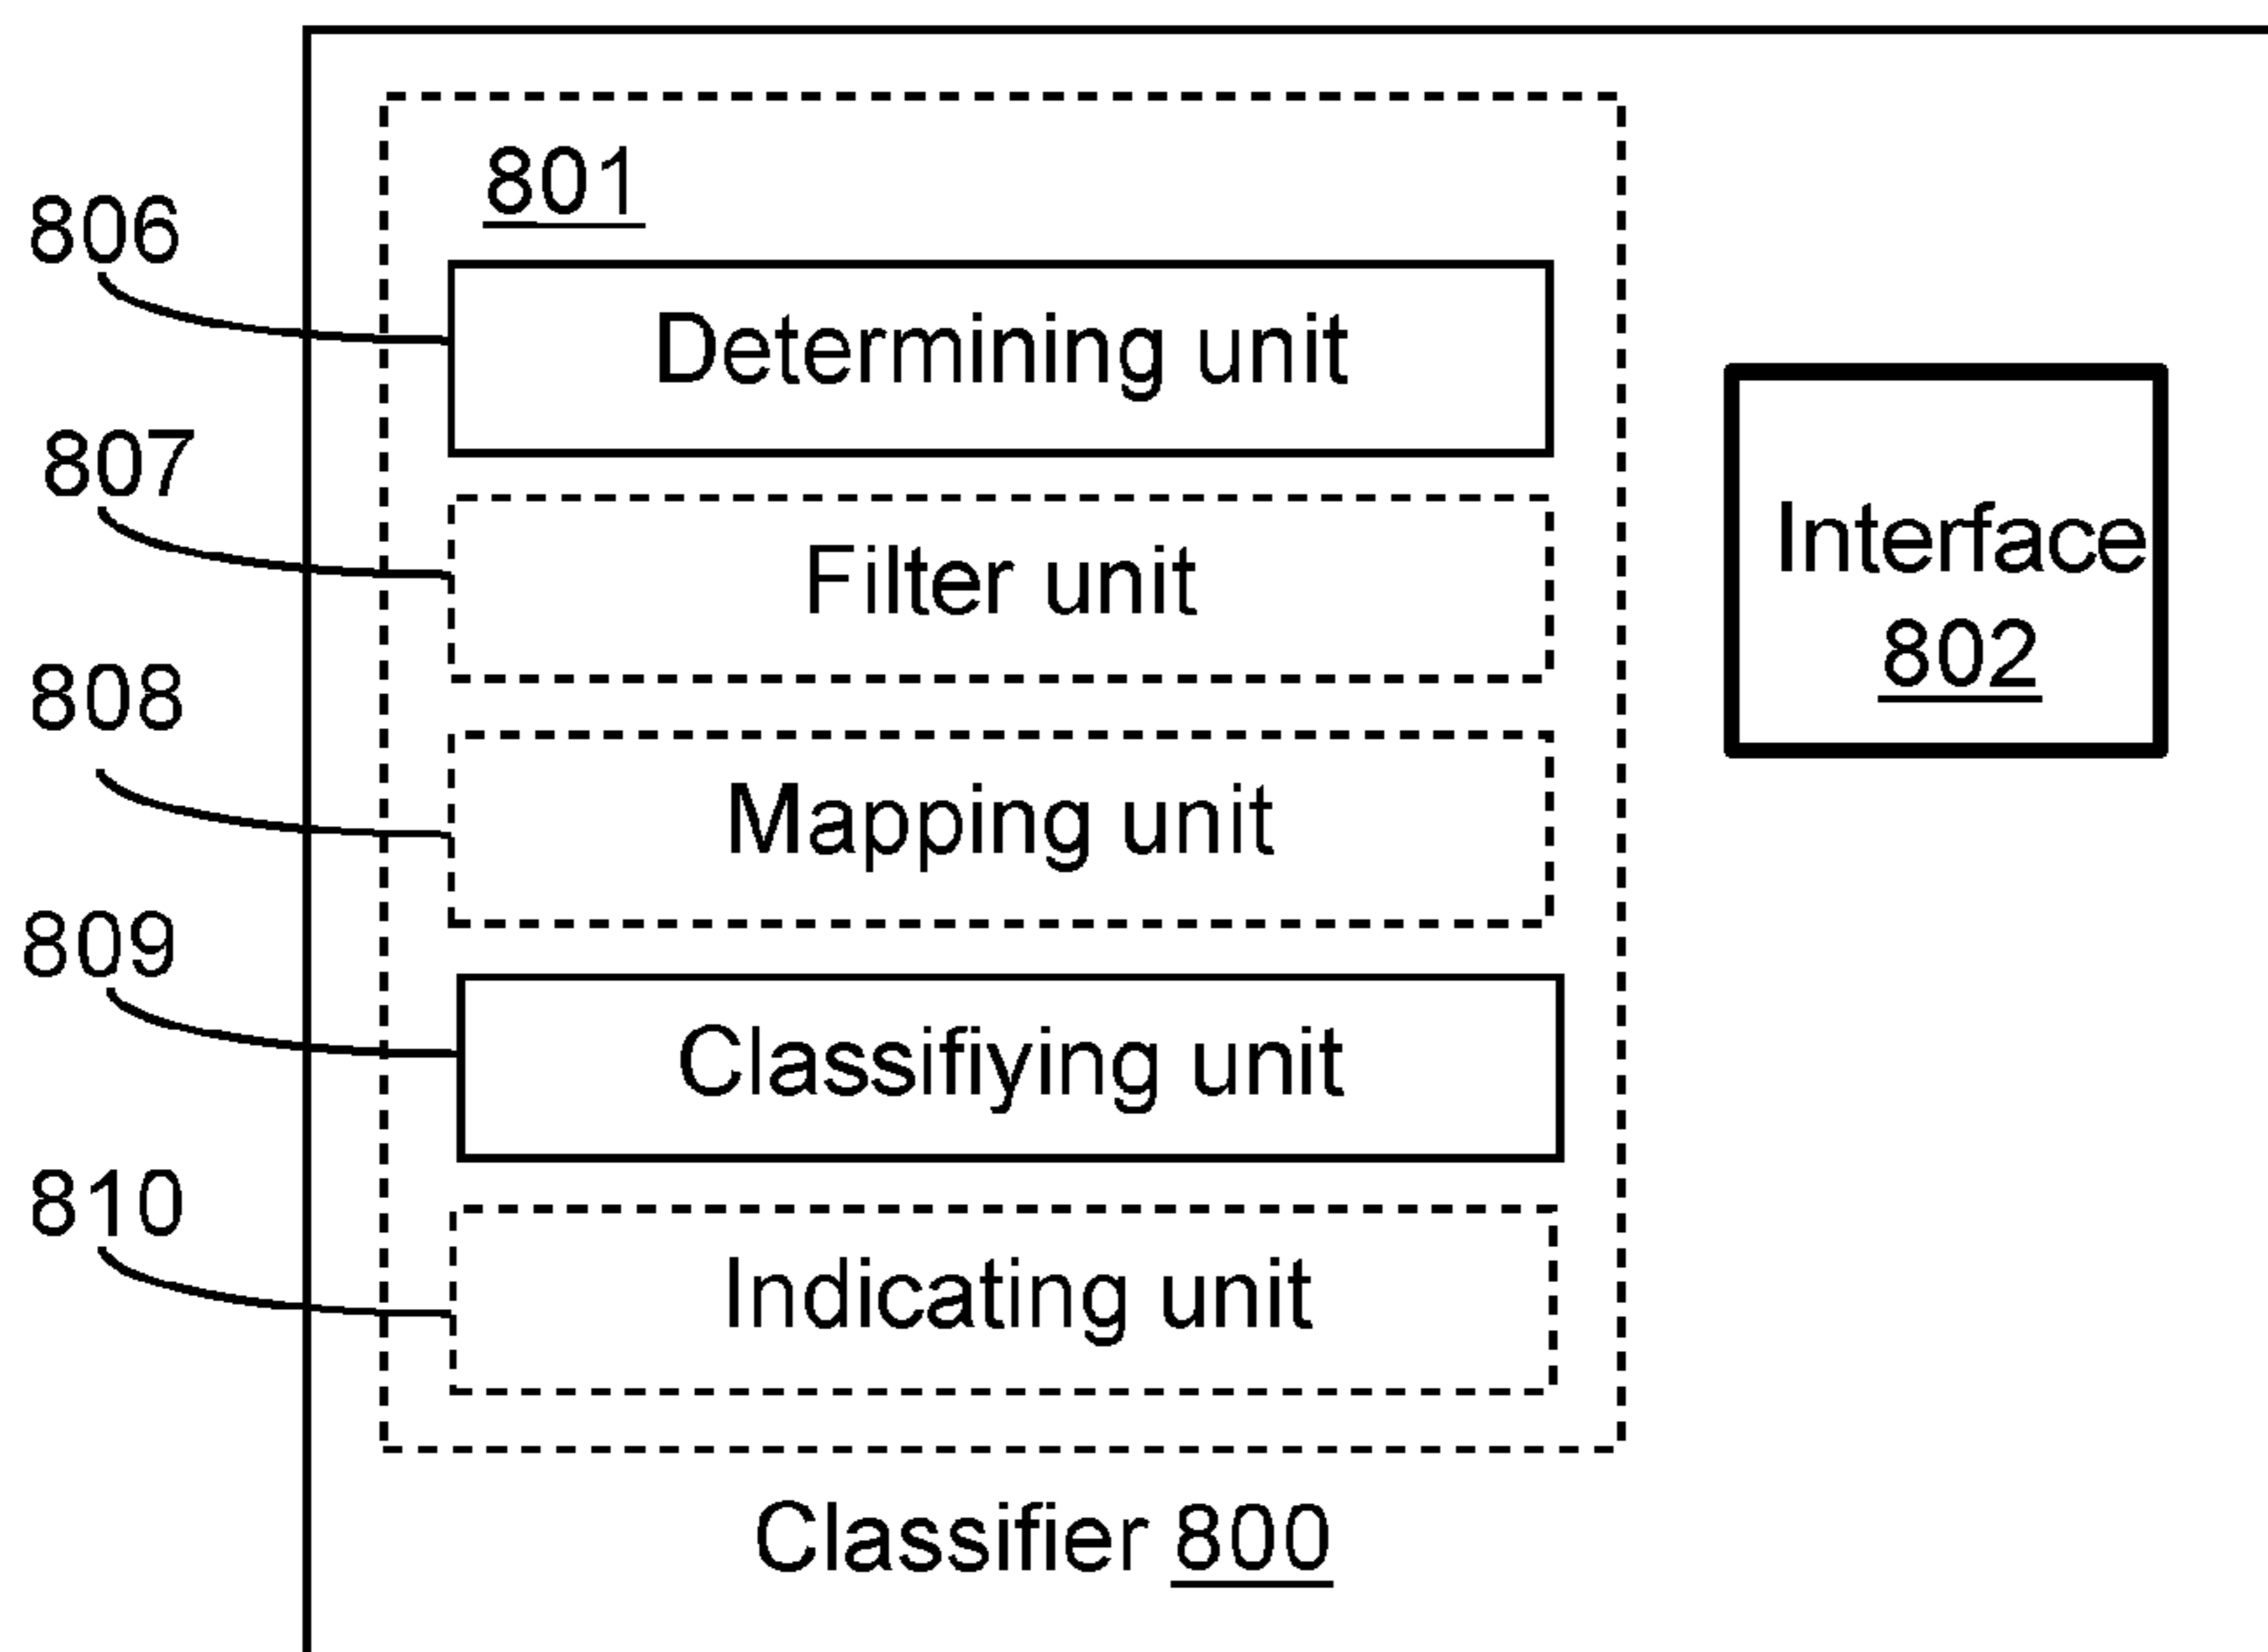 801
806
Determining unit
807
Filter unit
Interface
802
808
Mapping unit
809
Classifiying unit
810
Indicating unit
Classifier 800